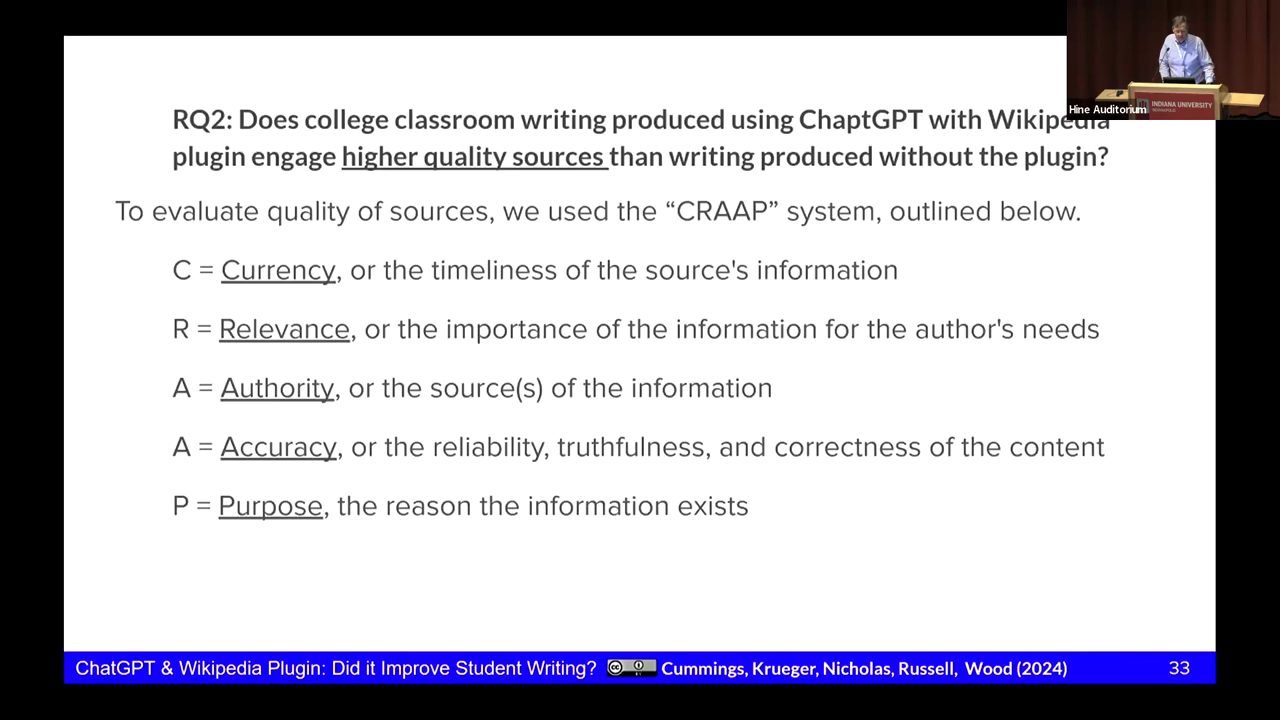 RQ2: Does college classroom writing produced using ChaptGPT with Wikipedia
plugin engage higher quality sources than writing produced without the plugin?
To evaluate quality of sources, we used the “CRAAP” system, outlined below.
C = Currency, or the timeliness of the source's information
R = Relevance, or the importance of the information for the author's needs
A = Authority, or the source(s) of the information
A = Accuracy, or the reliability, truthfulness, and correctness of the content
P = Purpose, the reason the information exists
ChatGPT & Wikipedia Plugin: Did it Improve Student Writing? Cummings, Krueger, Nicholas, Russell, Wood (2024) 33
Hine Auditorium
INDIANA UNIVERSITY